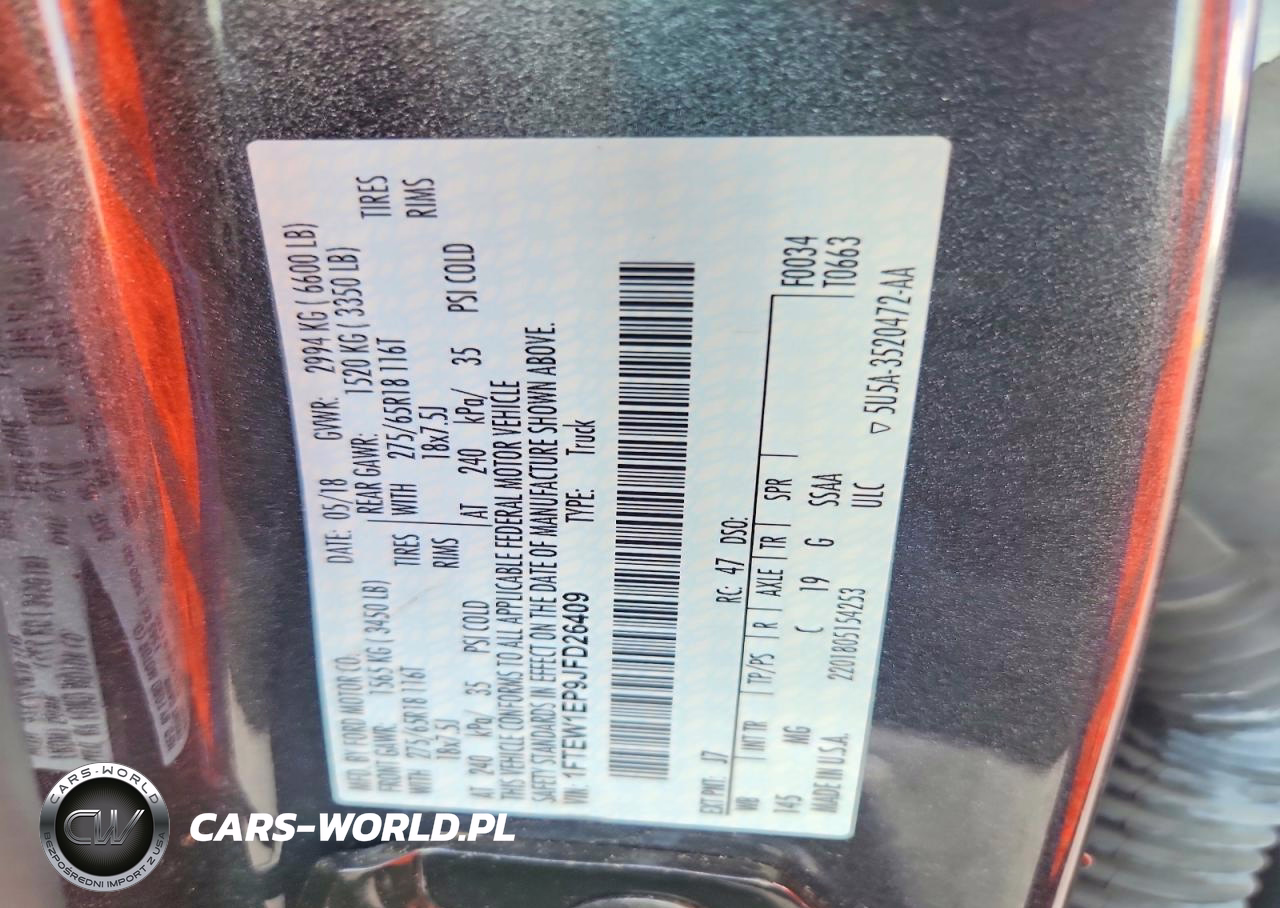 MFD. BY FORD MOTOR CO.
DATE: 05/18 GVWR: 2994 KG ( 6600 LB)
FRONT GAWR: 1565 KG ( 3450 LB) REAR GAWR: 1520 KG ( 3350 LB)
WITH 275/65R18 116T TIRES WITH 275/65R18 116T TIRES
18x7.5J RIMS 18x7.5J RIMS
AT 240 kPa/ 35 PSI COLD AT 240 kPa/ 35 PSI COLD
THIS VEHICLE CONFORMS TO ALL APPLICABLE FEDERAL MOTOR VEHICLE
SAFETY STANDARDS IN EFFECT ON THE DATE OF MANUFACTURE SHOWN ABOVE.
VIN: 1FTEW1EP9JFD26409 TYPE: Truck
EXT PNT: J7 RC: 47 DSO:
WB INT TR TP/PS R AXLE TR SPR F0034
145 C 19 G SSAA T0663
MADE IN U.S.A. 22018051542S3 ULC ▽ 5U5A-3520472-AA
CARS-WORLD
CW
BEZPOŚREDNI IMPORT Z USA
CARS-WORLD.PL